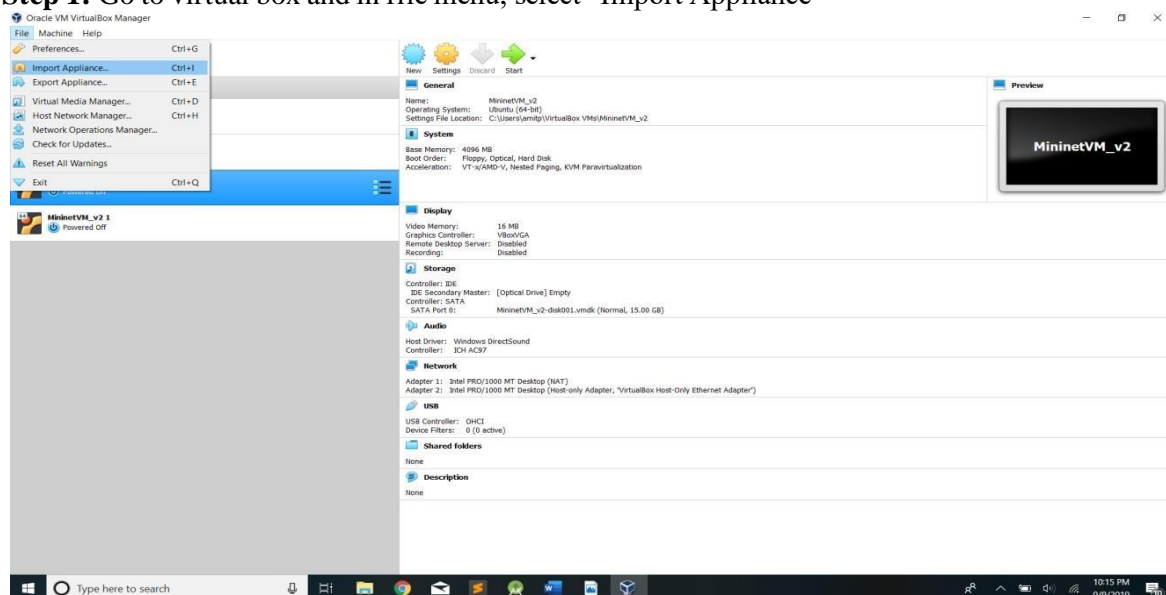 Step 1: Go to virtual box and in file menu, select "Import Appliance"
Oracle VM VirtualBox Manager
File Machine Help
Preferences... Ctrl+G
Import Appliance... Ctrl+I
Export Appliance... Ctrl+E
Virtual Media Manager... Ctrl+D
Host Network Manager... Ctrl+H
Network Operations Manager...
Check for Updates...
Reset All Warnings
Exit Ctrl+Q
Powered Off
MininetVM_v2 1
Powered Off
New Settings Discard Start
General
Name: MininetVM_v2
Operating System: Ubuntu (64-bit)
Settings File Location: C:\Users\amitp\VirtualBox VMs\MininetVM_v2
System
Base Memory: 4096 MB
Boot Order: Floppy, Optical, Hard Disk
Acceleration: VT-x/AMD-V, Nested Paging, KVM Paravirtualization
Preview
MininetVM_v2
Display
Video Memory: 16 MB
Graphics Controller: VBoxVGA
Remote Desktop Server: Disabled
Recording: Disabled
Storage
Controller: IDE
IDE Secondary Master: [Optical Drive] Empty
Controller: SATA
SATA Port 0: MininetVM_v2-disk001.vmdk (Normal, 15.00 GB)
Audio
Host Driver: Windows DirectSound
Controller: ICH AC97
Network
Adapter 1: Intel PRO/1000 MT Desktop (NAT)
Adapter 2: Intel PRO/1000 MT Desktop (Host-only Adapter, 'VirtualBox Host-Only Ethernet Adapter')
USB
USB Controller: OHCI
Device Filters: 0 (0 active)
Shared folders
None
Description
None
Type here to search
10:15 PM
9/9/2019